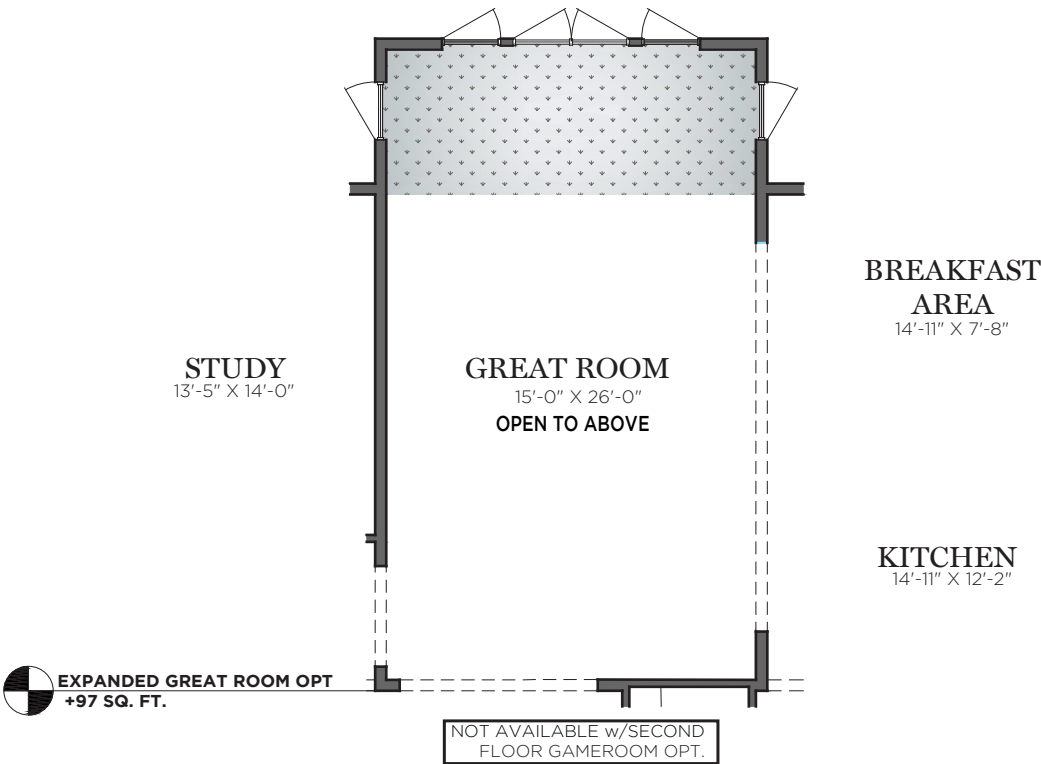 BREAKFAST
AREA
14'-11" X 7'-8"
STUDY
13'-5" X 14'-0"
GREAT ROOM
15'-0" X 26'-0"
OPEN TO ABOVE
KITCHEN
14'-11" X 12'-2"
EXPANDED GREAT ROOM OPT
+97 SQ. FT.
NOT AVAILABLE w/SECOND
FLOOR GAMEROOM OPT.